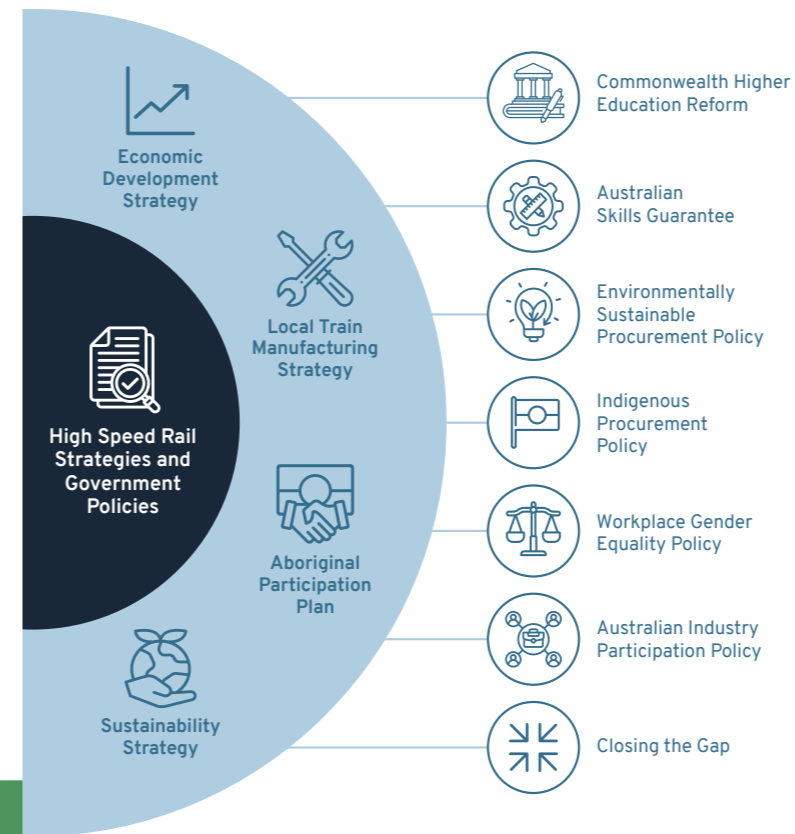 Economic
Development
Strategy
Local Train
Manufacturing
Strategy
High Speed Rail
Strategies and
Government
Policies
Aboriginal
Participation
Plan
Sustainability
Strategy
Commonwealth Higher
Education Reform
Australian
Skills Guarantee
Environmentally
Sustainable
Procurement Policy
Indigenous
Procurement
Policy
Workplace Gender
Equality Policy
Australian Industry
Participation Policy
Closing the Gap